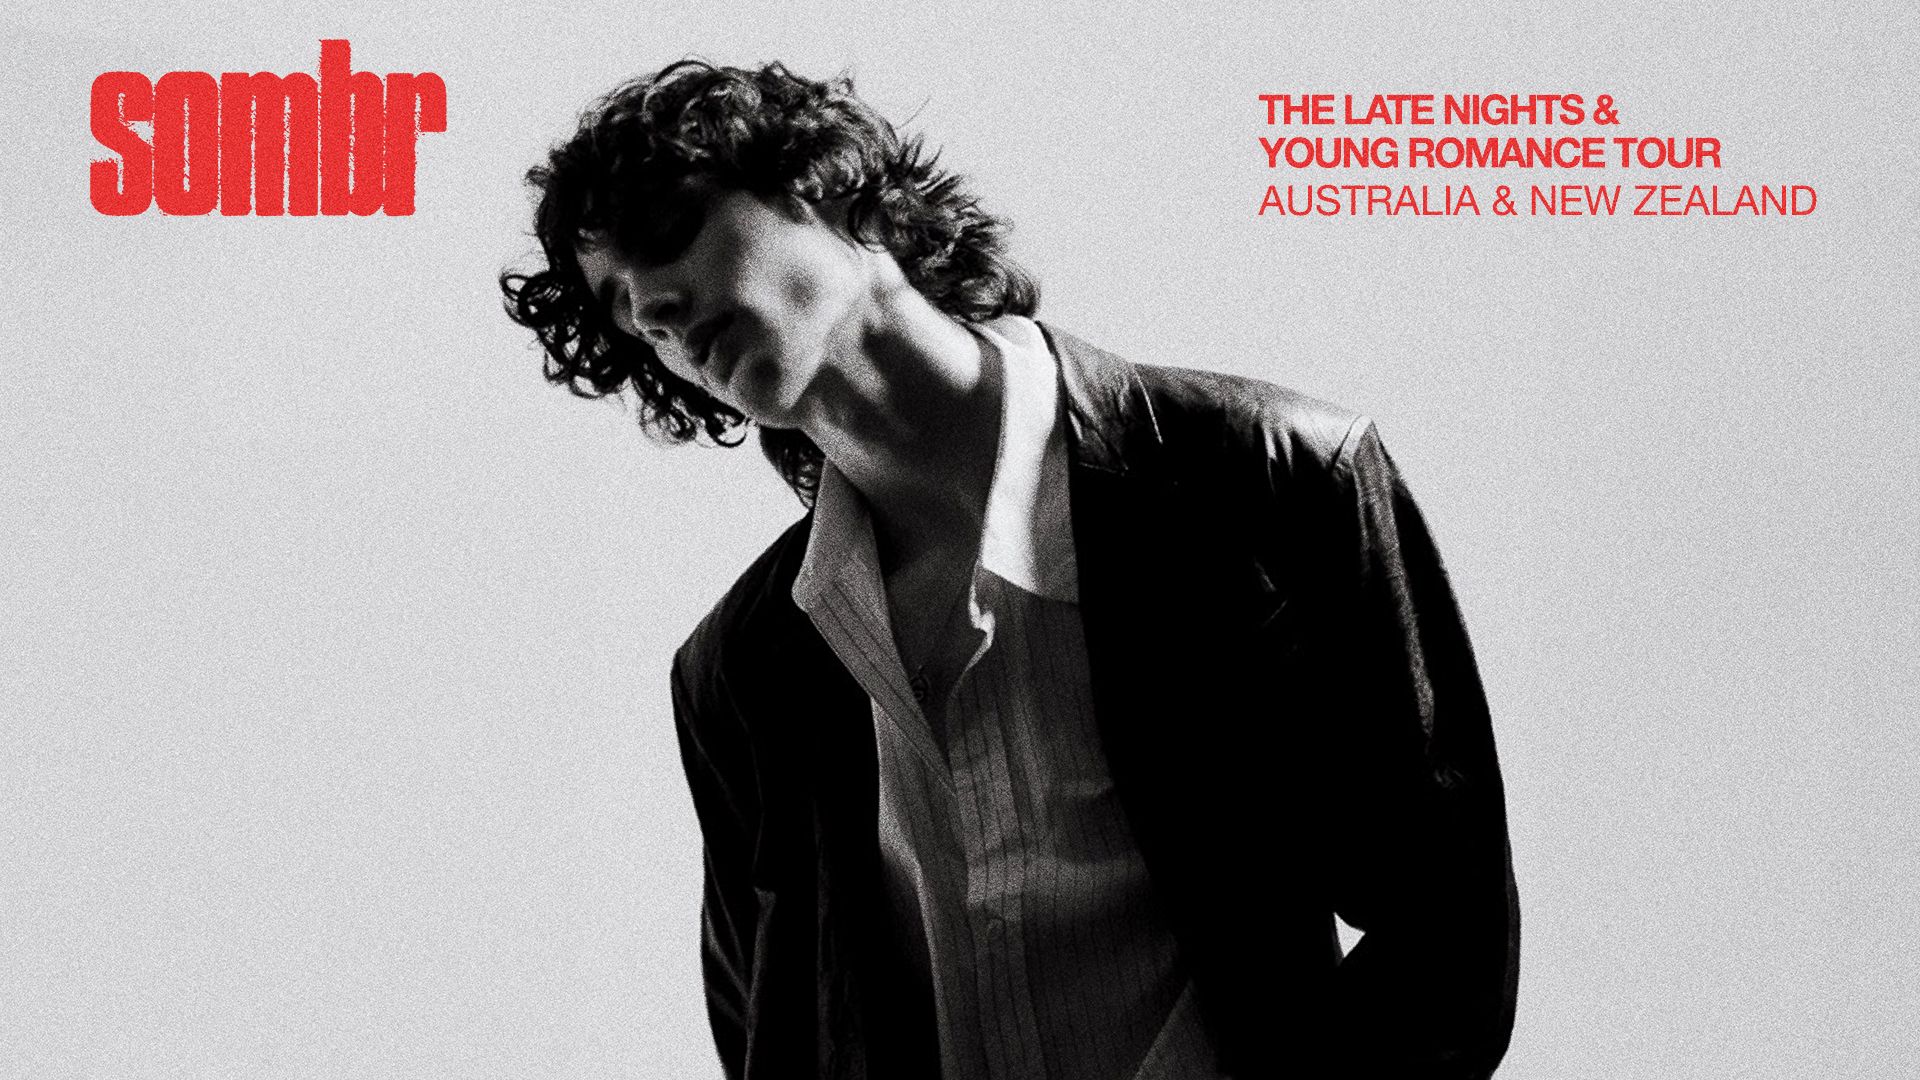 sombr
THE LATE NIGHTS &
YOUNG ROMANCE TOUR
AUSTRALIA & NEW ZEALAND